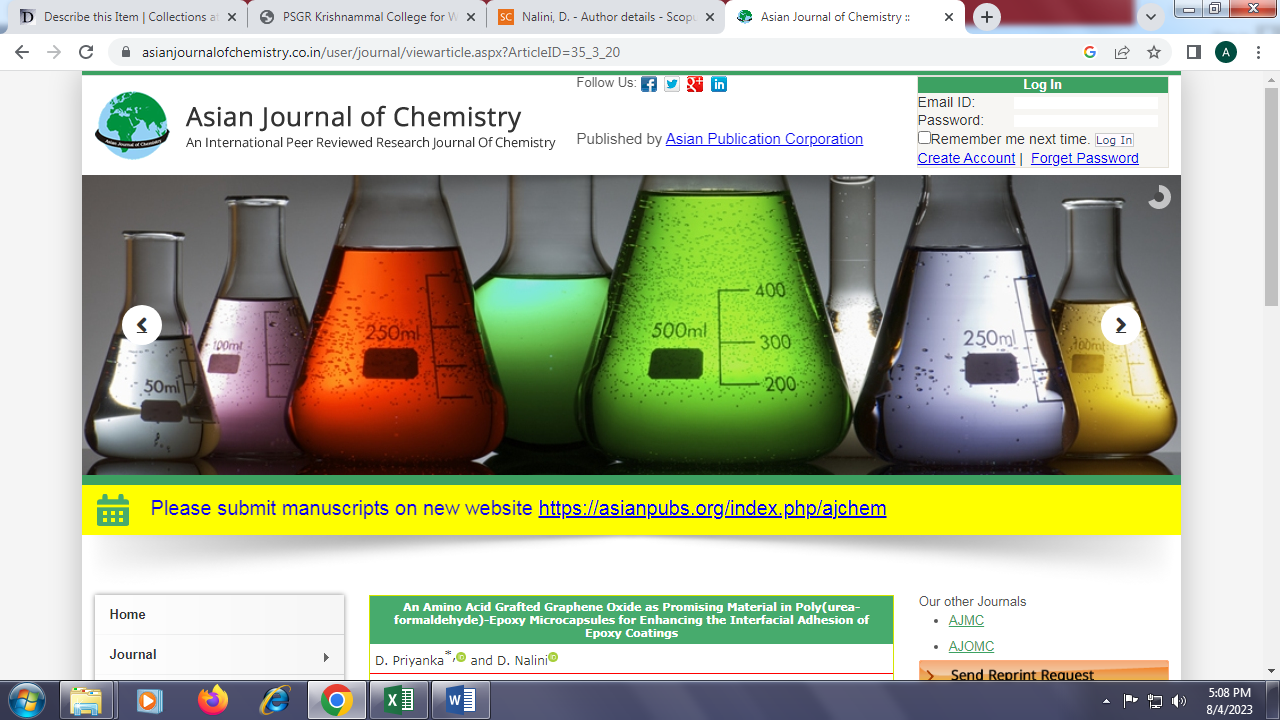 Describe this Item | Collections at
PSGR Krishnammal College for W
Nalini, D. - Author details - Scopu
Asian Journal of Chemistry ::
asianjournalofchemistry.co.in/user/journal/viewarticle.aspx?ArticleID=35_3_20
A
Follow Us:
Log In
Email ID:
Password:
Remember me next time. Log In
Create Account | Forget Password
Asian Journal of Chemistry
An International Peer Reviewed Research Journal Of Chemistry
Published by Asian Publication Corporation
50ml
100ml
250ml
500ml
400
300
200
250ml
100ml
Please submit manuscripts on new website https://asianpubs.org/index.php/ajchem
Home
Journal
An Amino Acid Grafted Graphene Oxide as Promising Material in Poly(urea-
formaldehyde)-Epoxy Microcapsules for Enhancing the Interfacial Adhesion of
Epoxy Coatings
D. Priyanka*, and D. Nalini
Our other Journals
AJMC
AJOMC
Send Reprint Request
5:08 PM
8/4/2023